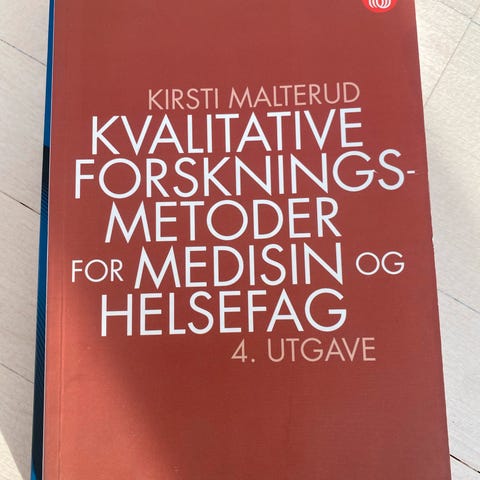 KIRSTI MALTERUD
KVALITATIVE
FORSKNINGS-
METODER
FOR MEDISIN OG
HELSEFAG
4. UTGAVE